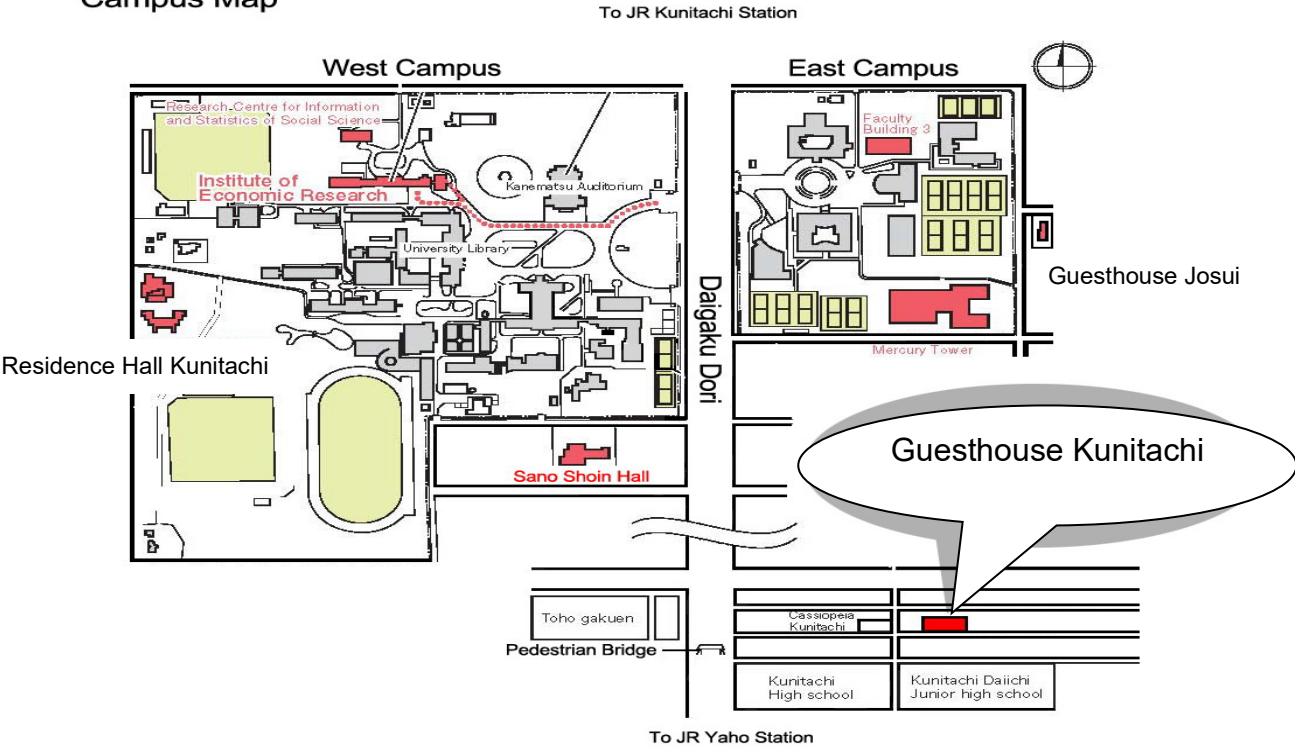 Campus Map
To JR Kunitachi Station
West Campus
East Campus
Research Centre for Information
and Statistics of Social Science
Faculty
Building 3
Institute of
Economic Research
Kanematsu Auditorium
University Library
Guesthouse Josui
Daigaku Dori
Mercury Tower
Residence Hall Kunitachi
Guesthouse Kunitachi
Sano Shoin Hall
Toho gakuen
Cassiopeia
Kunitachi
Pedestrian Bridge
Kunitachi
High school
Kunitachi Daiichi
Junior high school
To JR Yaho Station